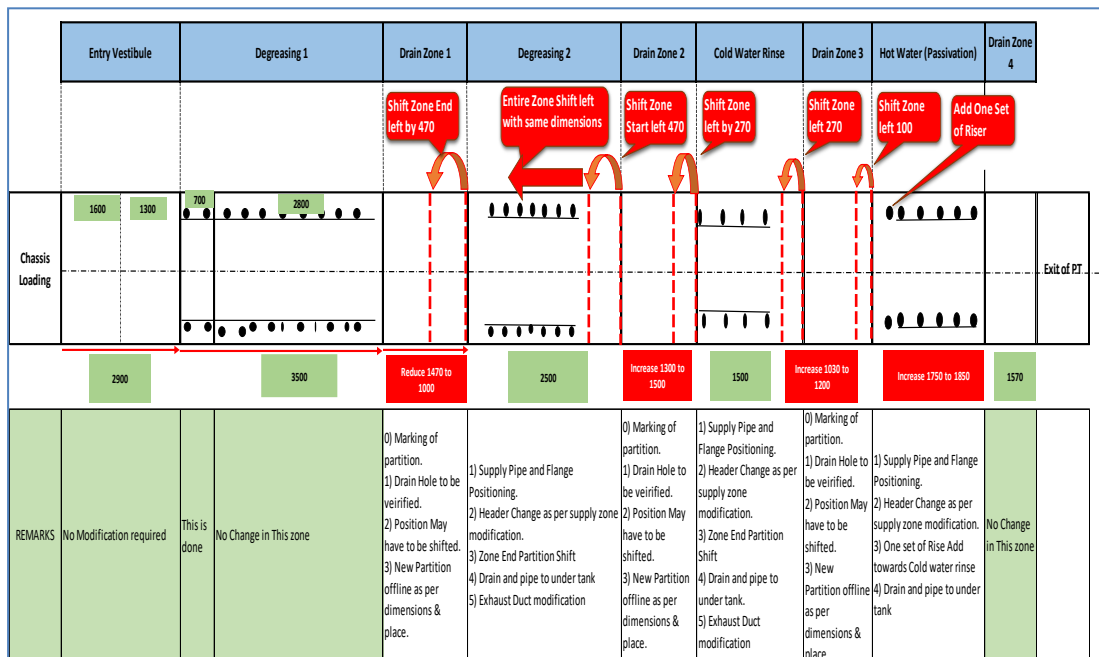 Entry Vestibule
Degreasing 1
Drain Zone 1
Degreasing 2
Drain Zone 2
Cold Water Rinse
Drain Zone 3
Hot Water (Passivation)
Drain Zone
4
Shift Zone End
left by 470
Entire Zone Shift left
with same dimensions
Shift Zone
Start left 470
Shift Zone
left by 270
Shift Zone
left 270
Shift Zone
left 100
Add One Set
of Riser
Chassis
Loading
1600
1300
700
2800
Exit of PT
2900
3500
Reduce 1470 to
1000
2500
Increase 1300 to
1500
1500
Increase 1030 to
1200
Increase 1750 to 1850
1570
REMARKS
No Modification required
This is
done
No Change in This zone
0) Marking of
partition.
1) Drain Hole to be
veirified.
2) Position May
have to be shifted.
3) New Partition
offline as per
dimensions &
place.
1) Supply Pipe and Flange
Positioning.
2) Header Change as per supply zone
modification.
3) Zone End Partition Shift
4) Drain and pipe to under tank
5) Exhaust Duct modification
0) Marking of
partition.
1) Drain Hole to
be veirified.
2) Position May
have to be
shifted.
3) New Partition
offline as per
dimensions &
place.
1) Supply Pipe and
Flange Positioning.
2) Header Change as per
supply zone
modification.
3) Zone End Partition
Shift
4) Drain and pipe to
under tank.
5) Exhaust Duct
modification
0) Marking of
partition.
1) Drain Hole to
be veirified.
2) Position May
have to be
shifted.
3) New
Partition offline
as per
dimensions &
place
1) Supply Pipe and Flange
Positioning.
2) Header Change as per
supply zone modification.
3) One set of Rise Add
towards Cold water rinse
4) Drain and pipe to under
tank
No Change
in This zone